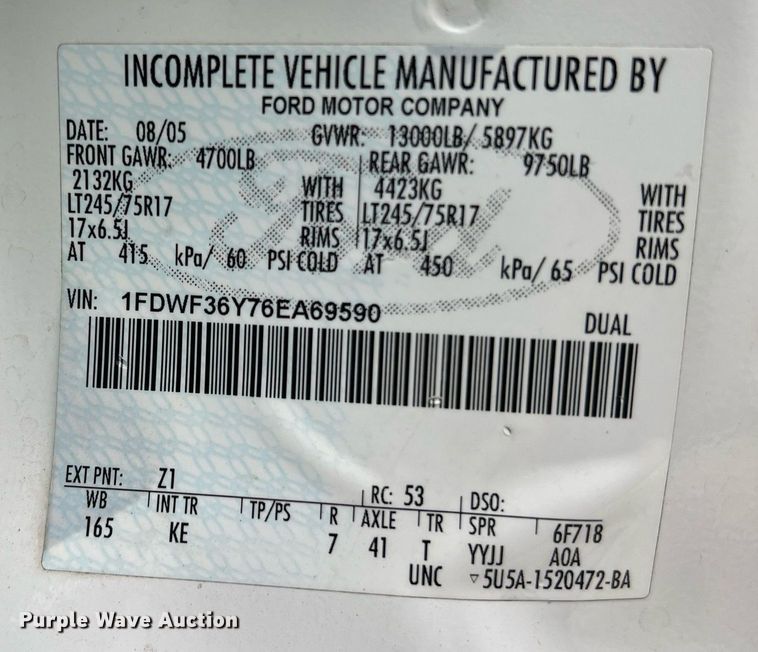 INCOMPLETE VEHICLE MANUFACTURED BY
FORD MOTOR COMPANY
DATE: 08/05 GVWR: 13000LB/ 5897KG
FRONT GAWR: 4700LB REAR GAWR: 9750LB
2132KG WITH 4423KG WITH
LT245/75R17 TIRES LT245/75R17 TIRES
17x6.5J RIMS 17x6.5J RIMS
AT 415 kPa/ 60 PSI COLD AT 450 kPa/ 65 PSI COLD
VIN: 1FDWF36Y76EA69590 DUAL
Ford
EXT PNT: Z1 RC: 53 DSO:
WB INT TR TP/PS R AXLE TR SPR 6F718
165 KE 7 41 T YYJJ A0A
UNC ▿5U5A-1520472-BA
Purple Wave Auction